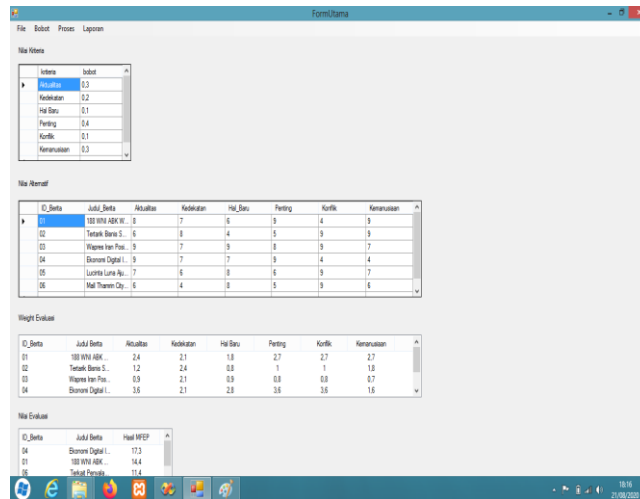 FormUtama
File Bobot Proses Laporan
Nilai Kriteria
kriteria bobot
Aktualitas 0,3
Kedekatan 0,2
Hal Baru 0,1
Penting 0,4
Konflik 0,1
Kemanusiaan 0,3
Nilai Alternatif
ID_Berita Judul_Berita Aktualitas Kedekatan Hal_Baru Penting Konflik Kemanusiaan
01 188 WNI ABK W... 8 7 6 9 4 9
02 Tertarik Bisnis S... 6 8 4 5 9 9
03 Wapres Iran Posi... 9 7 9 8 9 7
04 Ekonomi Digital I... 9 7 7 9 4 4
05 Lucinta Luna Aju... 7 6 8 6 9 7
06 Mall Thamrin City... 6 4 8 5 9 6
Weight Evaluasi
ID_Berita Judul Berita Aktualitas Kedekatan Hal Baru Penting Konflik Kemanusiaan
01 188 WNI ABK ... 2,4 2,1 1,8 2,7 2,7 2,7
02 Tertarik Bisnis S... 1,2 2,4 0,8 1 1 1,8
03 Wapres Iran Pos... 0,9 2,1 0,9 0,8 0,8 0,7
04 Ekonomi Digital I... 3,6 2,1 2,8 3,6 3,6 1,6
Nilai Evaluasi
ID_Berita Judul Berita Hasil MFEP
04 Ekonomi Digital I... 17,3
01 188 WNI ABK ... 14,4
06 Terkait Penyala... 11,4
18:16
21/08/2020